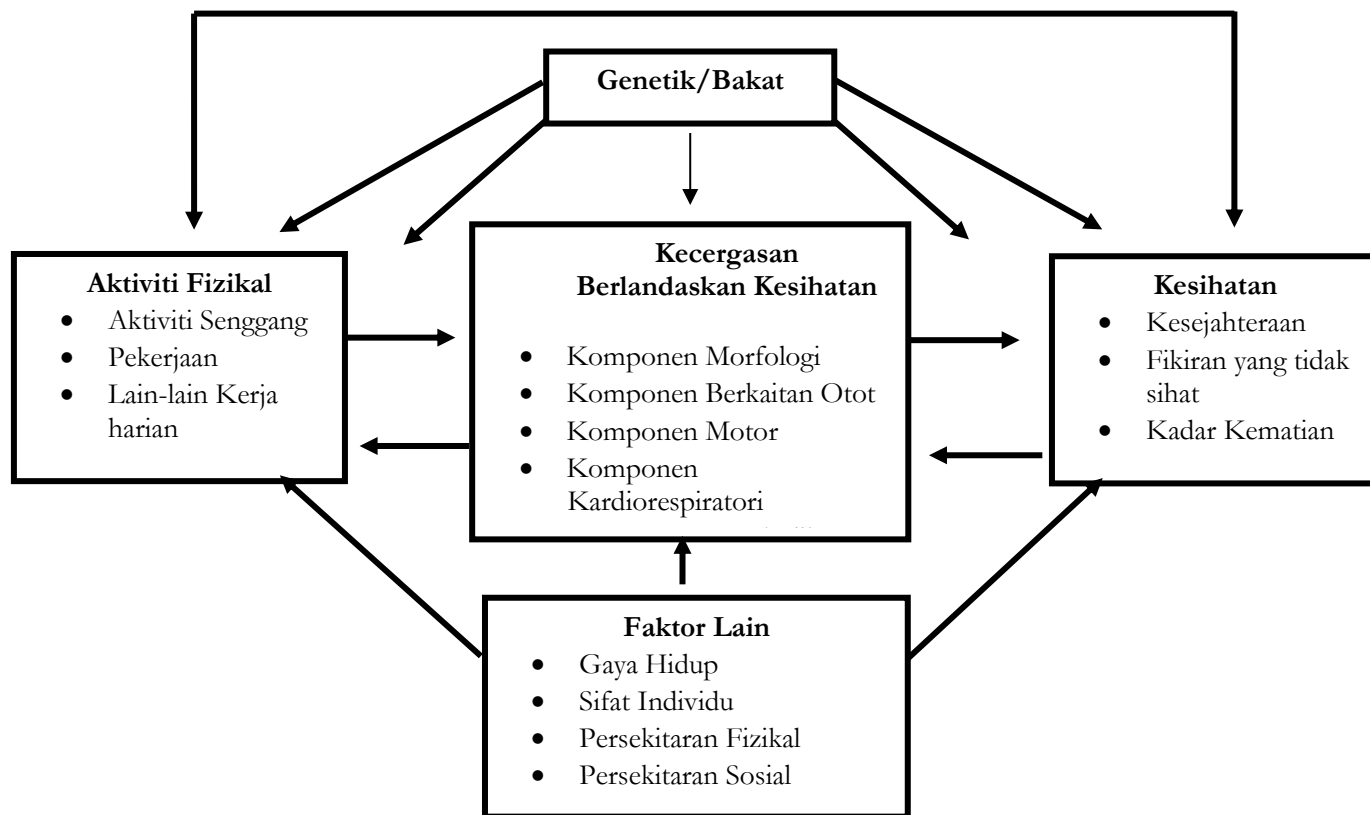 Genetik/Bakat
Aktiviti Fizikal
• Aktiviti Senggang
• Pekerjaan
• Lain-lain Kerja
harian
Kecergasan
Berlandaskan Kesihatan
• Komponen Morfologi
• Komponen Berkaitan Otot
• Komponen Motor
• Komponen
Kardiorespiratori
Kesihatan
• Kesejahteraan
• Fikiran yang tidak
sihat
• Kadar Kematian
Faktor Lain
• Gaya Hidup
• Sifat Individu
• Persekitaran Fizikal
• Persekitaran Sosial